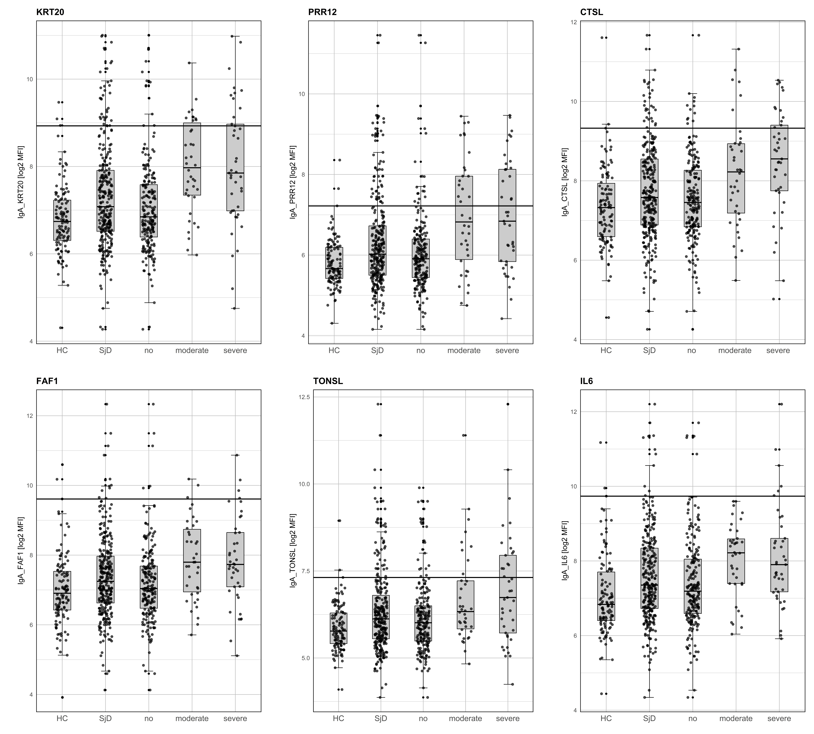 KRT20
PRR12
CTSL
IgA_KRT20 [log2 MFI]
10
8
6
4
HC SjD no moderate severe
IgA_PRR12 [log2 MFI]
10
8
6
4
HC SjD no moderate severe
IgA_CTSL [log2 MFI]
12
10
8
6
4
HC SjD no moderate severe
FAF1
TONSL
IL6
IgA_FAF1 [log2 MFI]
12
10
8
6
4
HC SjD no moderate severe
IgA_TONSL [log2 MFI]
12.5
10.0
7.5
5.0
HC SjD no moderate severe
IgA_IL6 [log2 MFI]
12
10
8
6
4
HC SjD no moderate severe